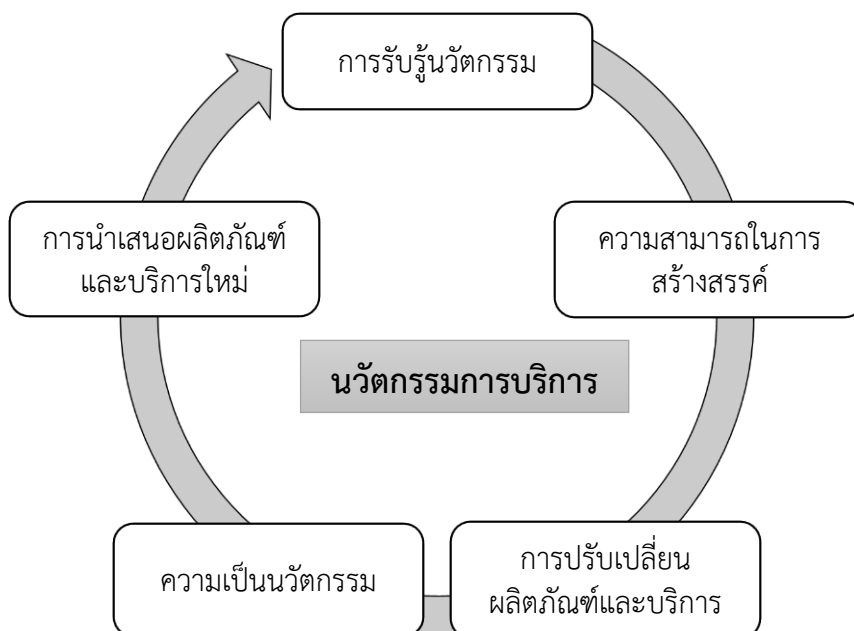 การรับรู้นวัตกรรม
ความสามารถในการ
สร้างสรรค์
การปรับเปลี่ยน
ผลิตภัณฑ์และบริการ
ความเป็นนวัตกรรม
การนำเสนอผลิตภัณฑ์
และบริการใหม่
นวัตกรรมการบริการ